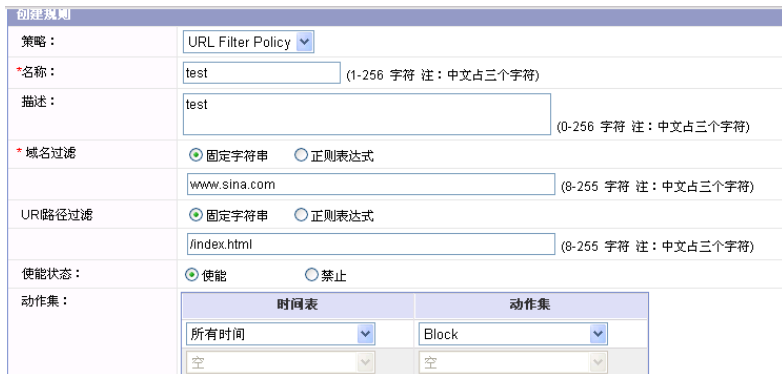 创建规则
策略： URL Filter Policy
*名称： test (1-256 字符 注：中文占三个字符)
描述： test (0-256 字符 注：中文占三个字符)
* 域名过滤 固定字符串 正则表达式
www.sina.com (8-255 字符 注：中文占三个字符)
URI路径过滤 固定字符串 正则表达式
/index.html (8-255 字符 注：中文占三个字符)
使能状态： 使能 禁止
动作集： 时间表 动作集
所有时间 Block
空 空